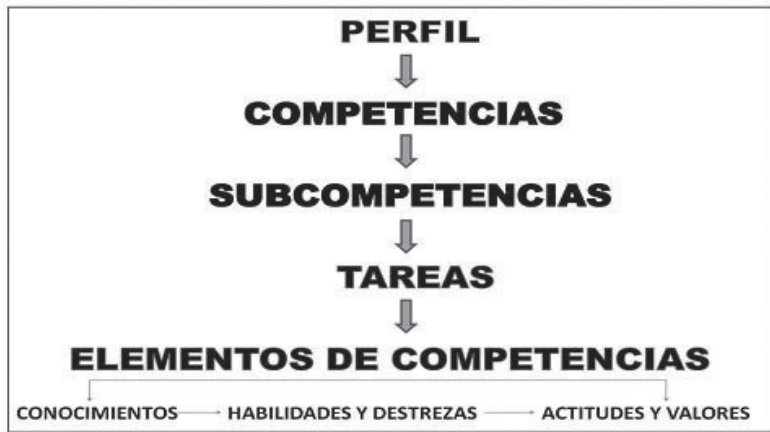 PERFIL
COMPETENCIAS
SUBCOMPETENCIAS
TAREAS
ELEMENTOS DE COMPETENCIAS
CONOCIMIENTOS HABILIDADES Y DESTREZAS ACTITUDES Y VALORES